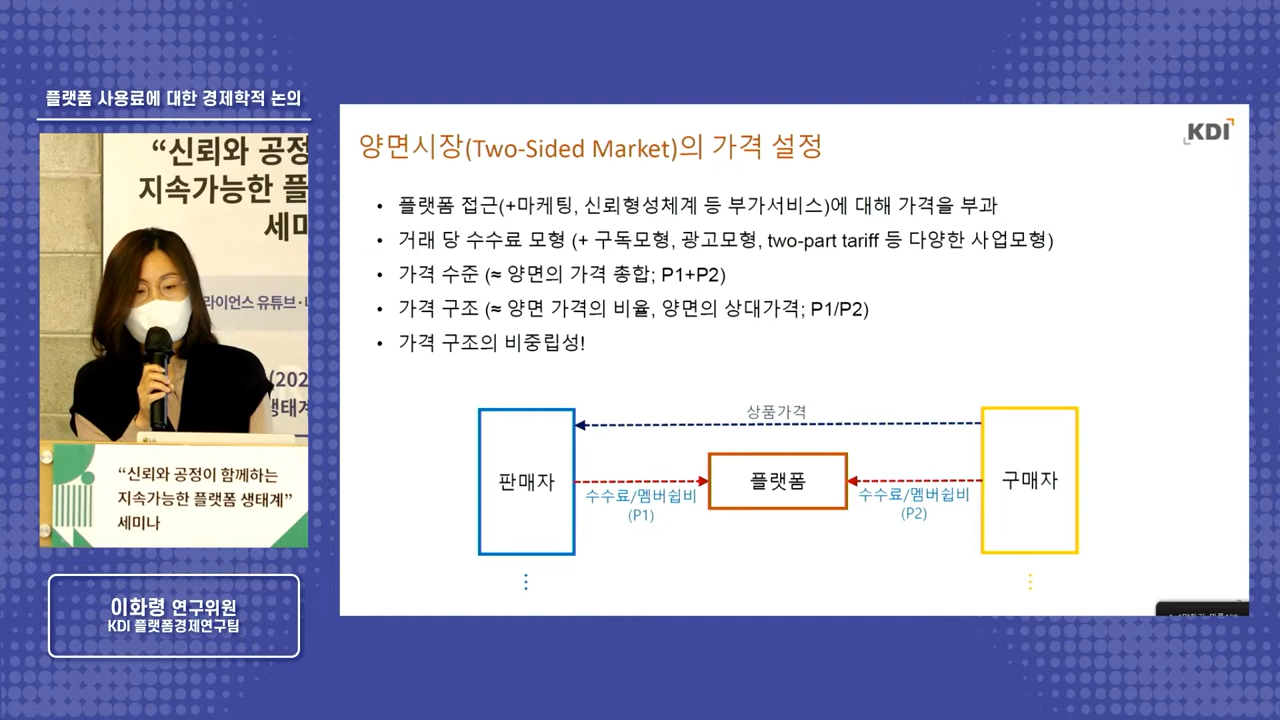 플랫폼 사용료에 대한 경제학적 논의
“신뢰와 공정
지속가능한 플
세미
라이언스 유튜브·
(202
생태계
“신뢰와 공정이 함께하는
지속가능한 플랫폼 생태계”
세미나
이화령 연구위원
KDI 플랫폼경제연구팀
KDI
양면시장(Two-Sided Market)의 가격 설정
• 플랫폼 접근(+마케팅, 신뢰형성체계 등 부가서비스)에 대해 가격을 부과
• 거래 당 수수료 모형 (+ 구독모형, 광고모형, two-part tariff 등 다양한 사업모형)
• 가격 수준 (≈ 양면의 가격 총합; P1+P2)
• 가격 구조 (≈ 양면 가격의 비율, 양면의 상대가격; P1/P2)
• 가격 구조의 비중립성!
상품가격
판매자
플랫폼
구매자
수수료/멤버쉽비
(P1)
수수료/멤버쉽비
(P2)